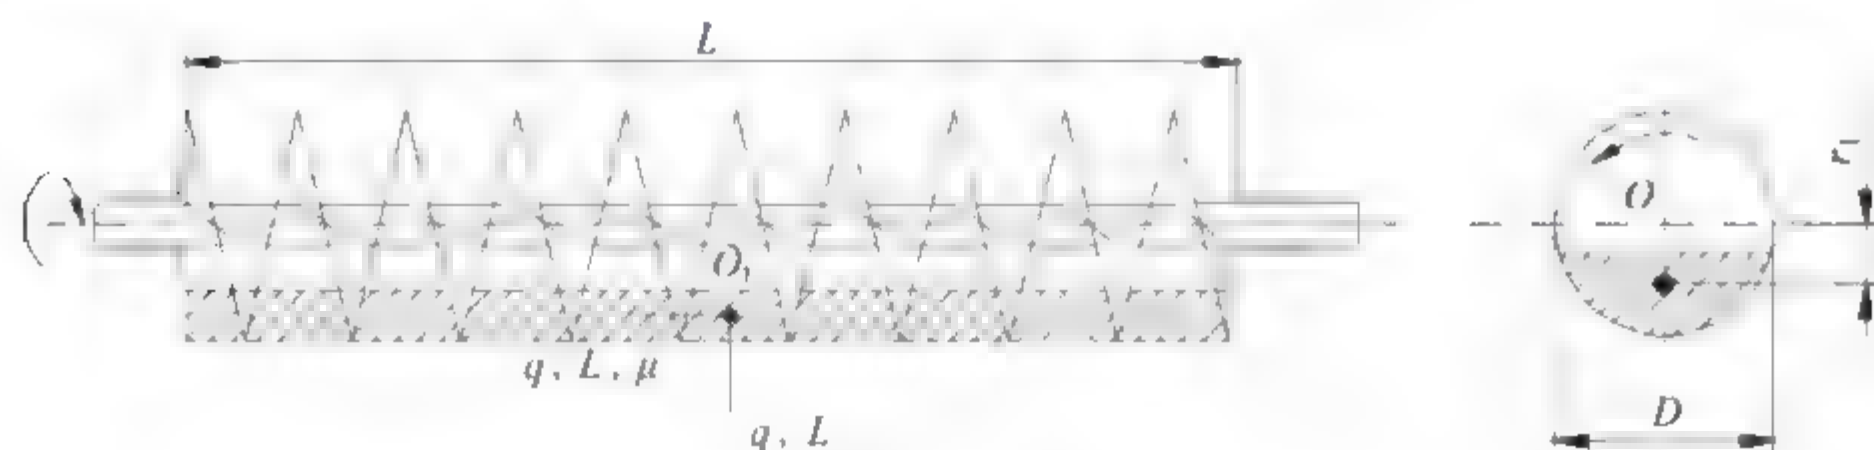 L
O
O₁
q, L, μ
q, L
D